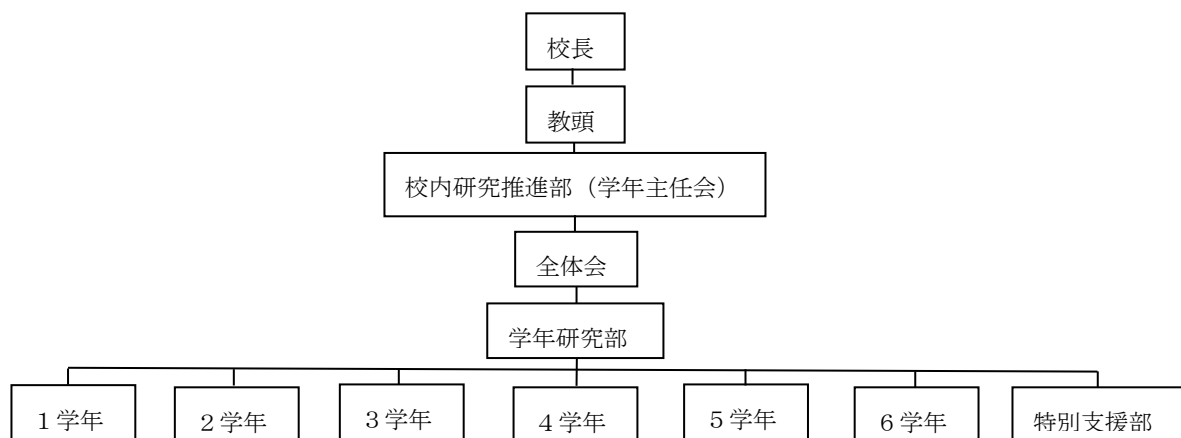 校長
教頭
校内研究推進部（学年主任会）
全体会
学年研究部
１学年
２学年
３学年
４学年
５学年
６学年
特別支援部